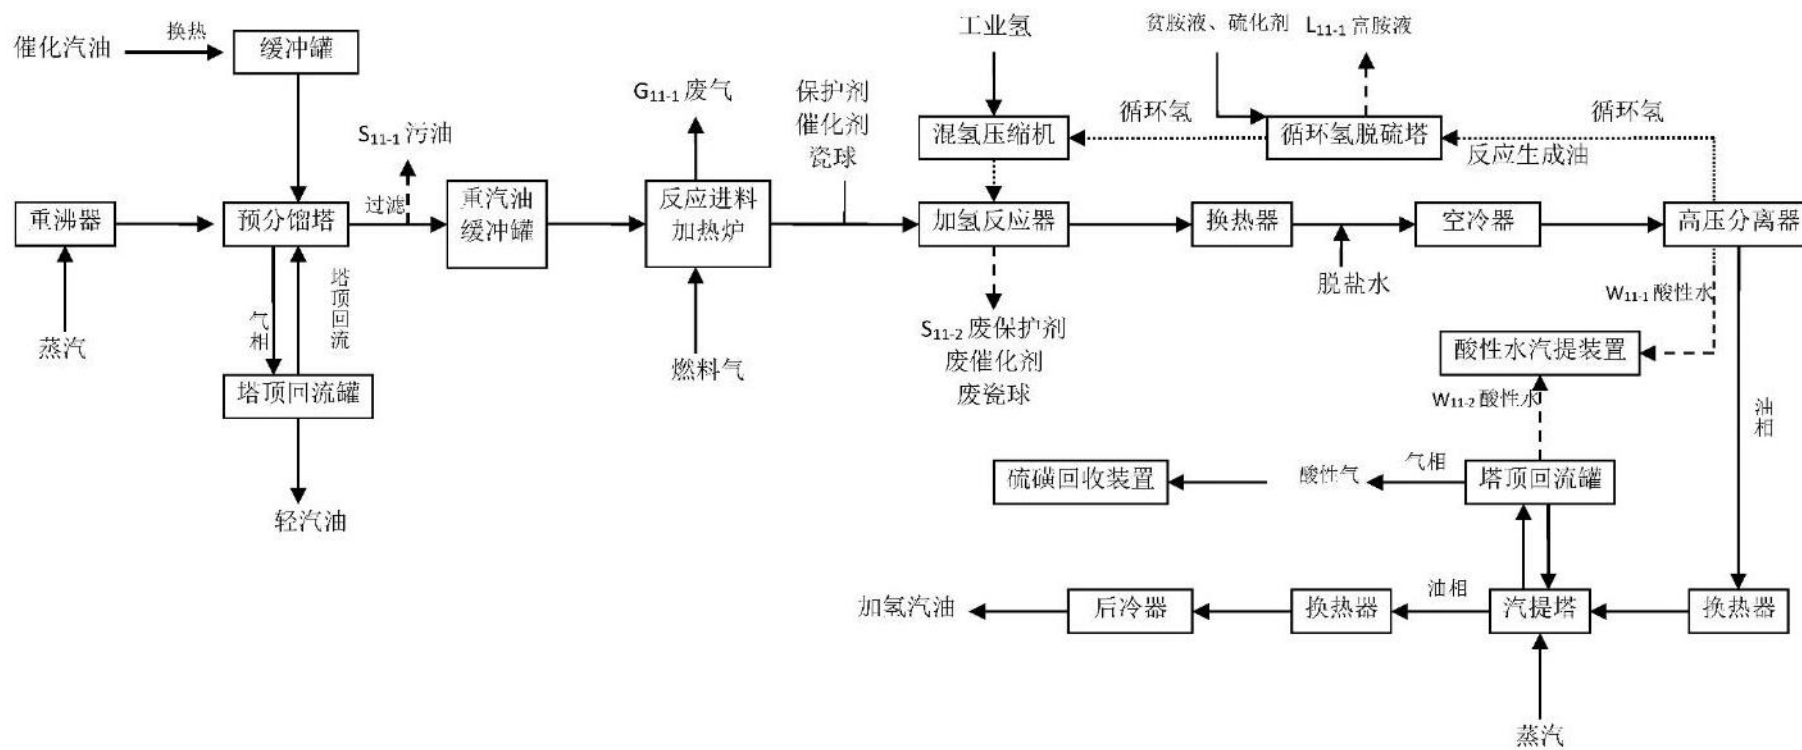 工业氢
贫胺液、硫化剂
L11-1富胺液
催化汽油
换热
缓冲罐
G11-1废气
保护剂
催化剂
瓷球
循环氢
循环氢
S11-1污油
混氢压缩机
循环氢脱硫塔
反应生成油
重沸器
预分馏塔
过滤
重汽油
缓冲罐
反应进料
加热炉
加氢反应器
换热器
空冷器
高压分离器
脱盐水
W11-1酸性水
蒸汽
气相
塔顶回流
燃料气
S11-2废保护剂
废催化剂
废瓷球
酸性水汽提装置
塔顶回流罐
W11-2酸性水
油相
轻汽油
硫磺回收装置
酸性气
气相
塔顶回流罐
加氢汽油
后冷器
换热器
油相
汽提塔
换热器
蒸汽